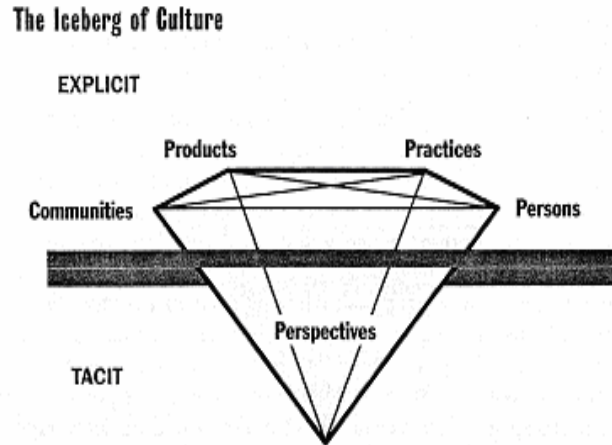 The Iceberg of Culture
EXPLICIT
Products Practices
Communities Persons
Perspectives
TACIT